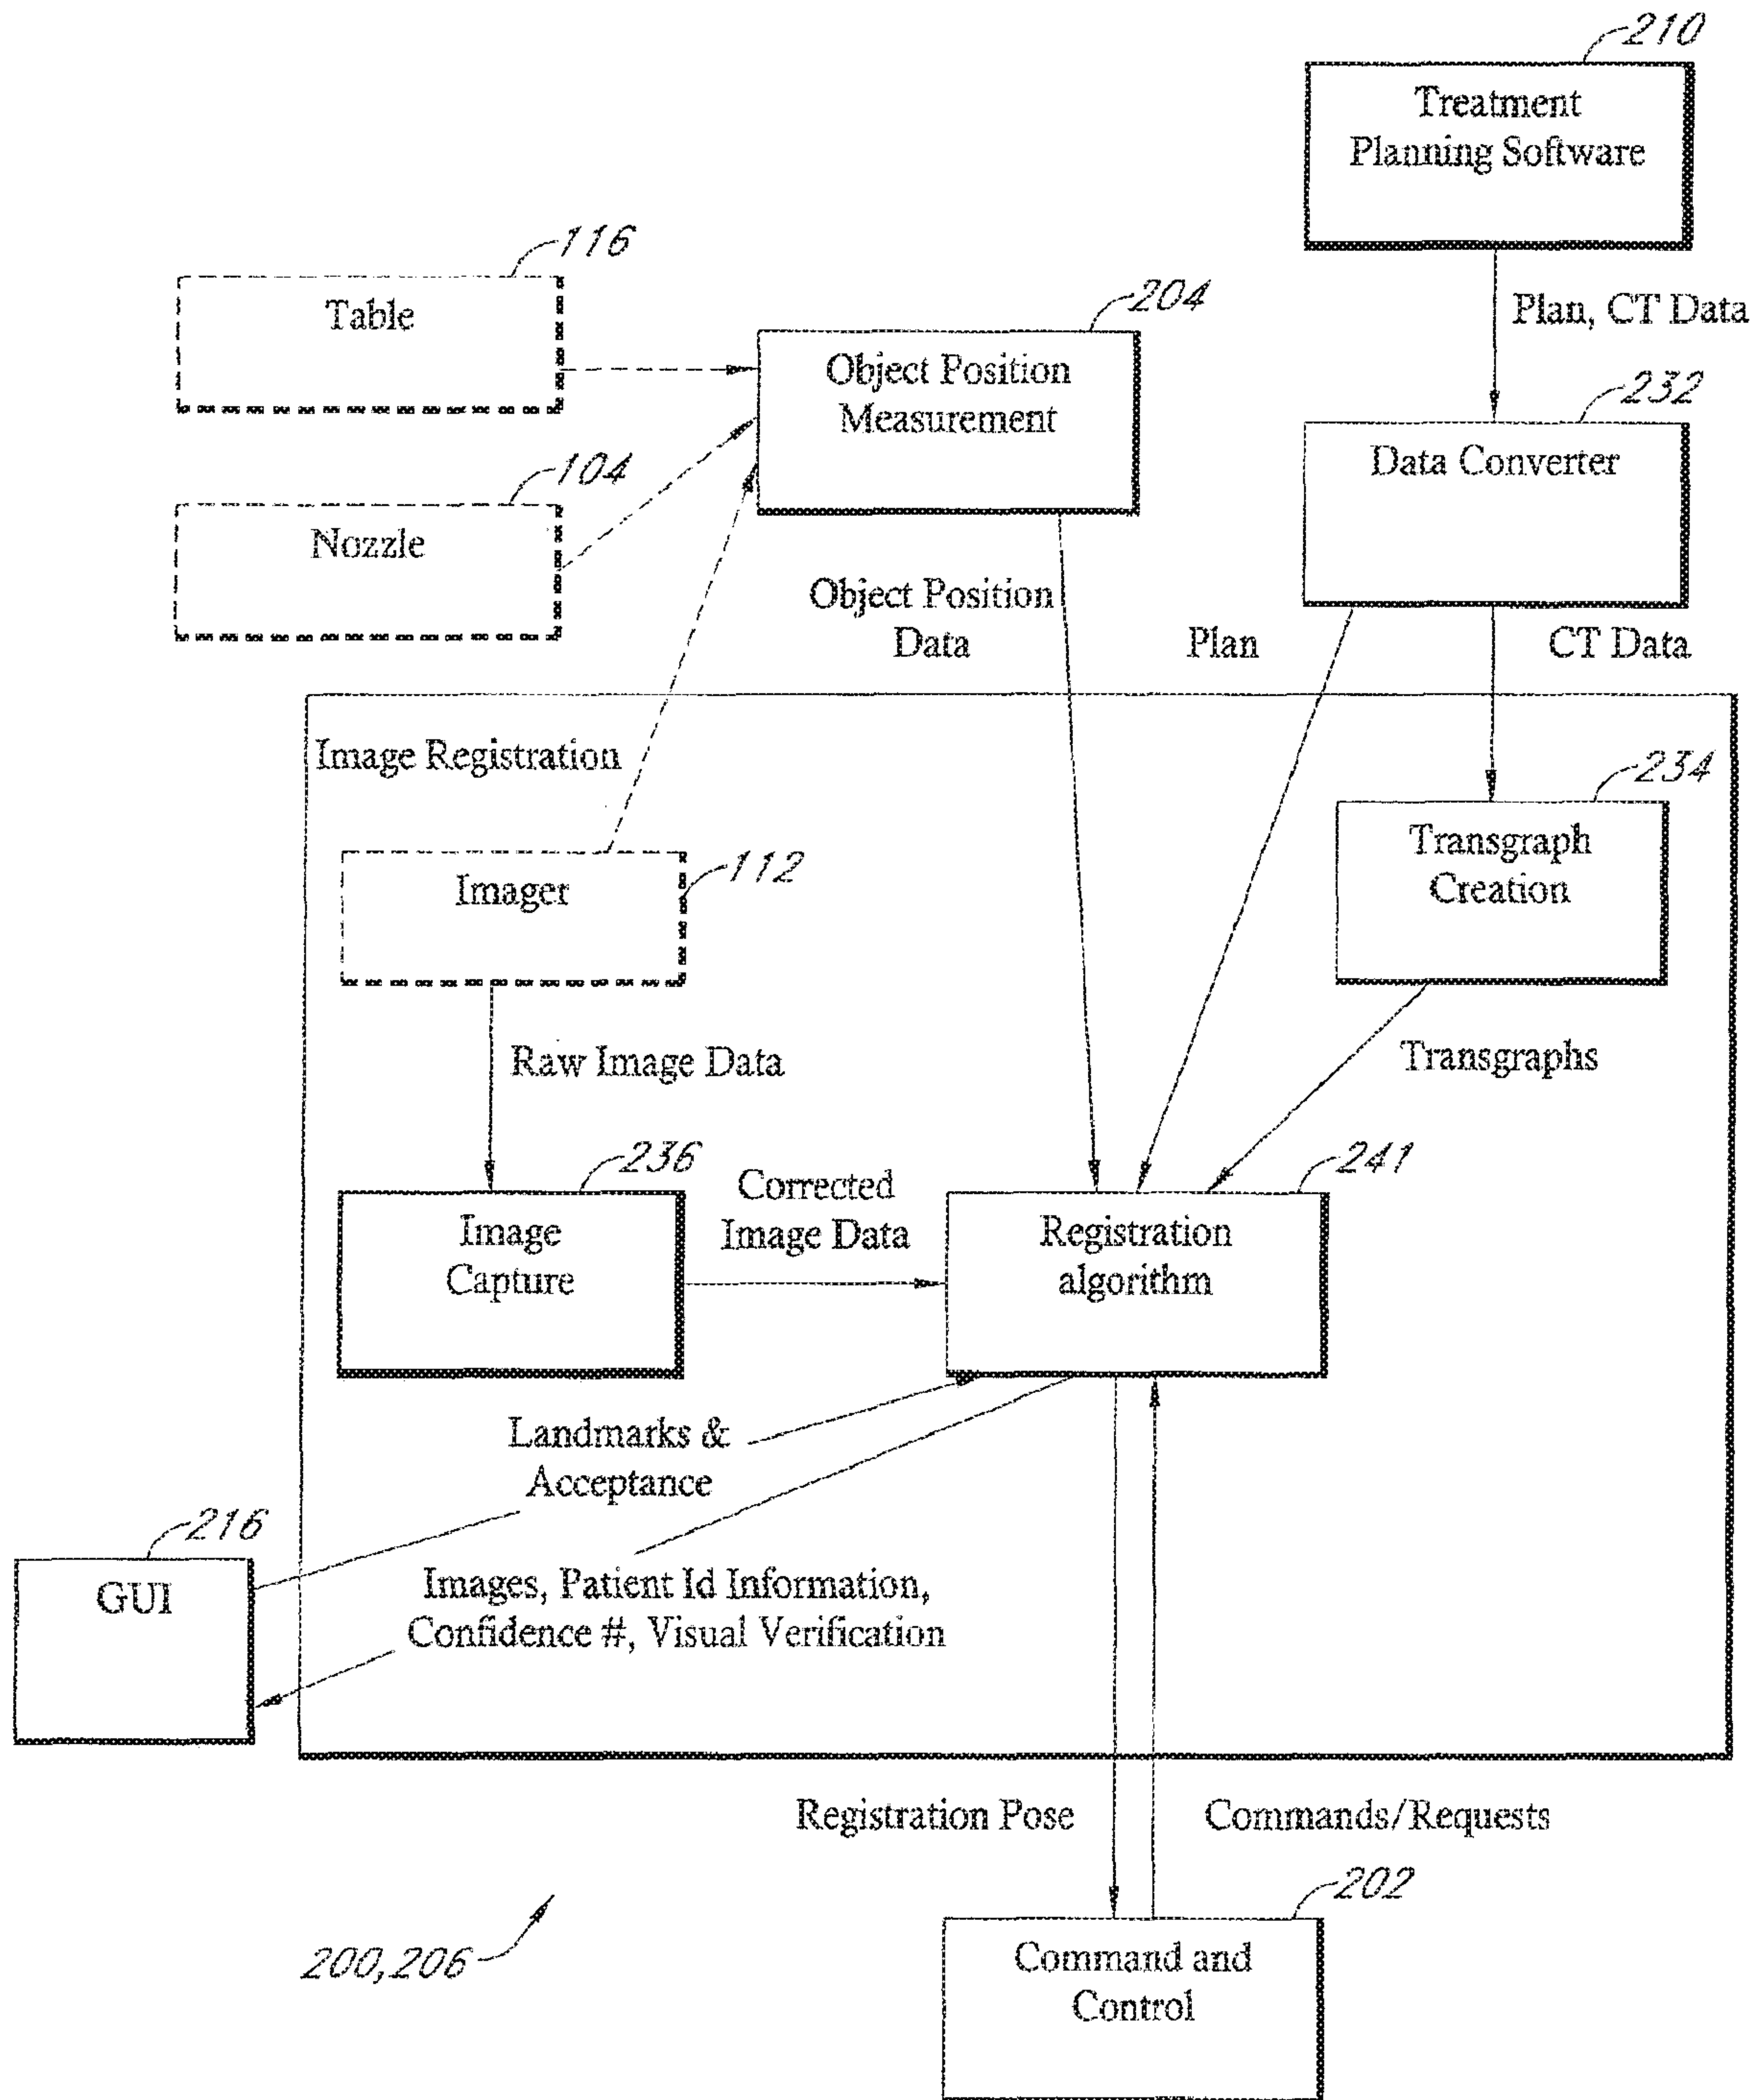 210
Treatment
Planning Software
116
Table
204
Object Position
Measurement
Plan, CT Data
232
Data Converter
104
Nozzle
Object Position
Data
Plan
CT Data
Image Registration
234
Transgraph
Creation
112
Imager
Raw Image Data
Transgraphs
236
Image
Capture
Corrected
Image Data
241
Registration
algorithm
Landmarks &
Acceptance
216
GUI
Images, Patient Id Information,
Confidence #, Visual Verification
Registration Pose
Commands/Requests
202
Command and
Control
200,206